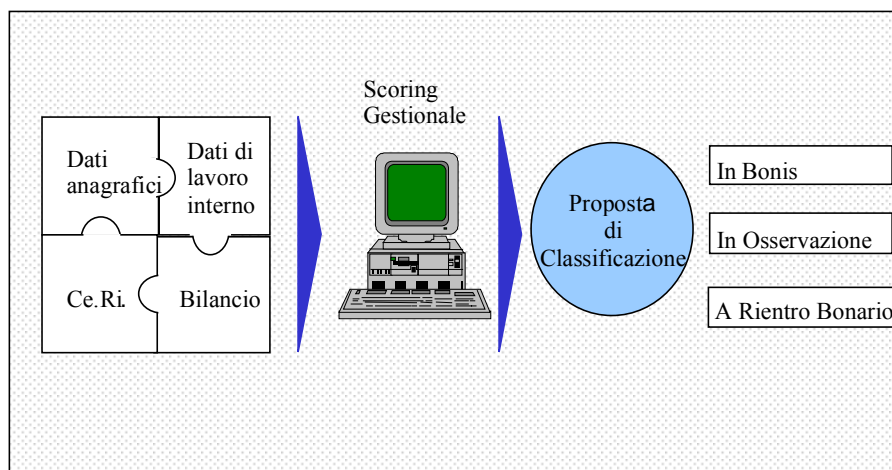 Scoring
Gestionale
Dati
anagrafici
Dati di
lavoro
interno
Ce.Ri.
Bilancio
Proposta
di
Classificazione
In Bonis
In Osservazione
A Rientro Bonario